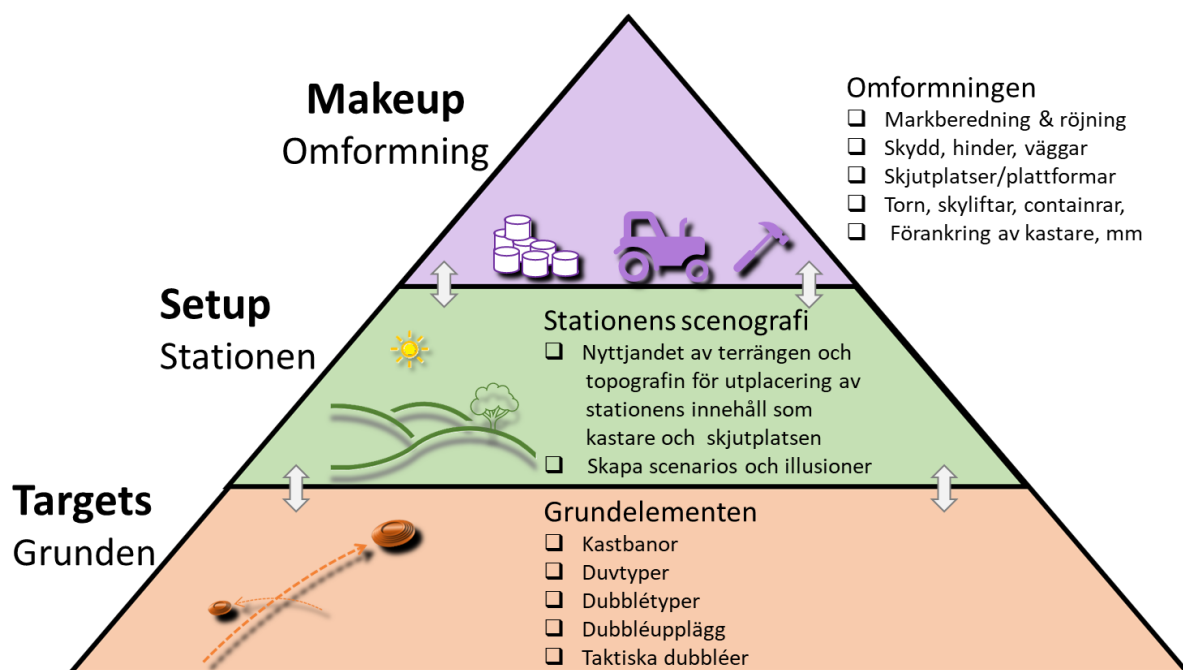 Makeup
Omformning
Omformningen
❑ Markberedning & röjning
❑ Skydd, hinder, väggar
❑ Skjutplatser/plattformar
❑ Torn, skyliftar, containrar,
❑ Förankring av kastare, mm
Setup
Stationen
Stationens scenografi
❑ Nyttjandet av terrängen och
topografin för utplacering av
stationens innehåll som
kastare och skjutplatsen
❑ Skapa scenarios och illusioner
Targets
Grunden
Grundelementen
❑ Kastbanor
❑ Duvtyper
❑ Dubblétyper
❑ Dubbléupplägg
❑ Taktiska dubbléer